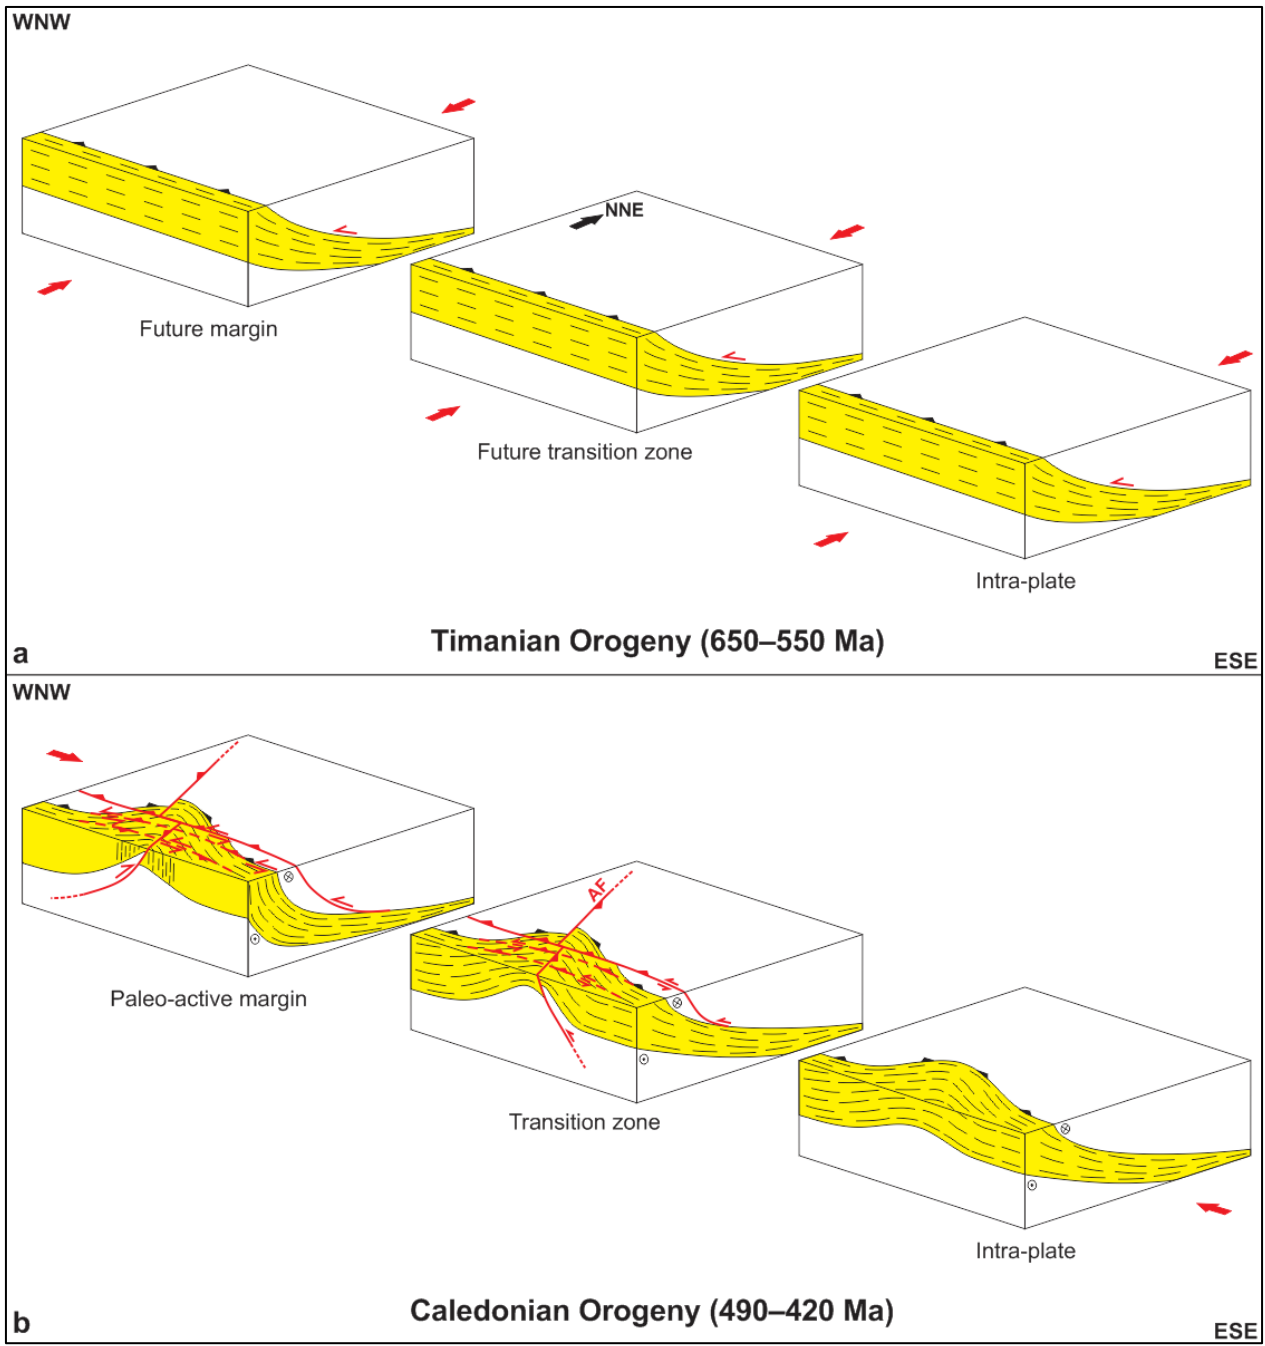 WNW
NNE
Future margin
Future transition zone
Intra-plate
Timanian Orogeny (650–550 Ma)
a
ESE
WNW
AF
Paleo-active margin
Transition zone
Intra-plate
Caledonian Orogeny (490–420 Ma)
b
ESE